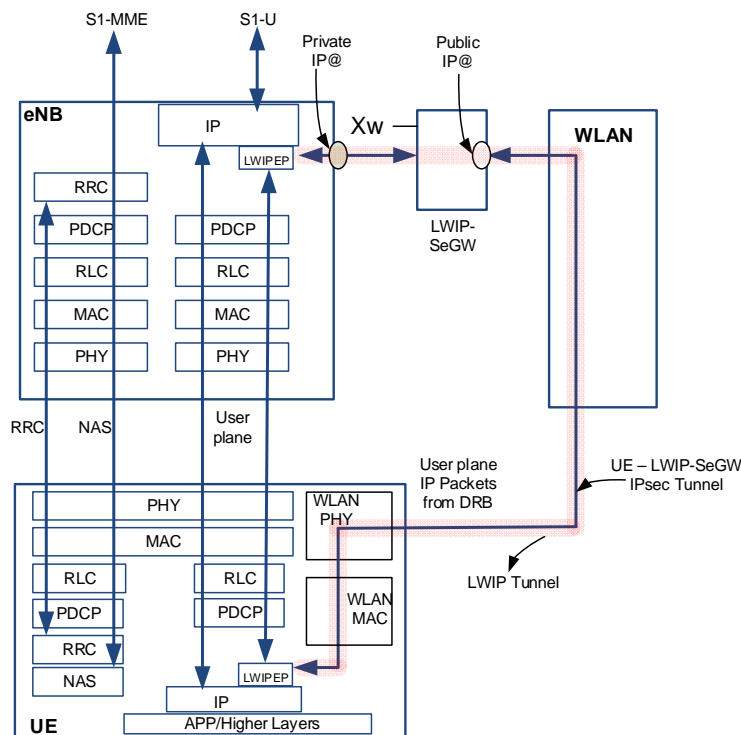 S1-MME
S1-U
Private
IP@
Public
IP@
eNB
IP
LWIPEP
Xw
WLAN
RRC
PDCP
PDCP
LWIP-
SeGW
RLC
RLC
MAC
MAC
PHY
PHY
RRC
NAS
User
plane
User plane
IP Packets
from DRB
UE – LWIP-SeGW
IPsec Tunnel
LWIP Tunnel
PHY
WLAN
PHY
MAC
RLC
RLC
WLAN
MAC
PDCP
PDCP
RRC
NAS
LWIPEP
IP
APP/Higher Layers
UE